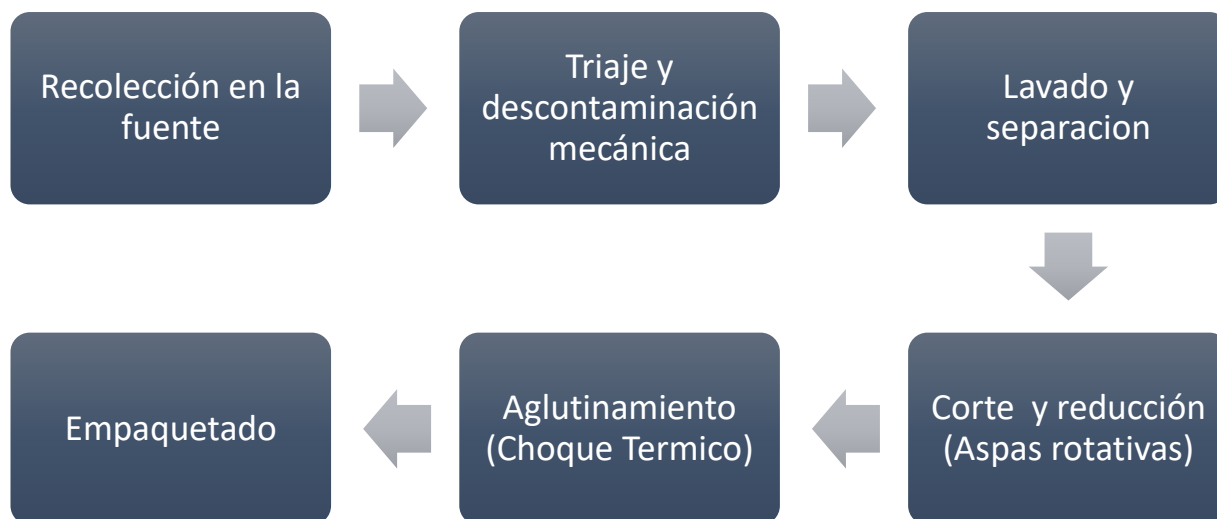 Recolección en la
fuente
Triaje y
descontaminación
mecánica
Lavado y
separacion
Corte  y reducción
(Aspas rotativas)
Aglutinamiento
(Choque Termico)
Empaquetado